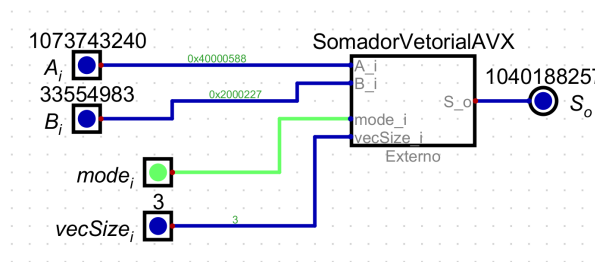 1073743240
A_i
0x40000588
33554983
B_i
0x2000227
mode_i
3
vecSize_i
3
SomadorVetorialAVX
A_i
B_i
mode_i
vecSize_i
S_o
Externo
1040188257
S_o